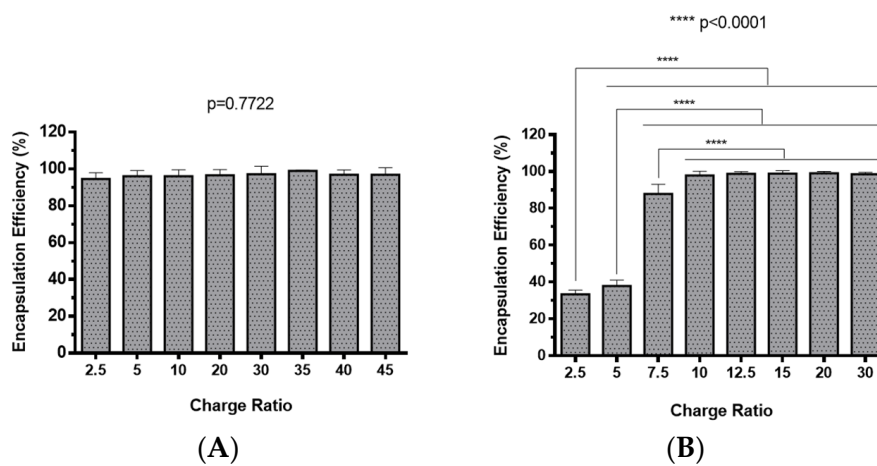 p=0.7722
Encapsulation Efficiency (%)
120
100
80
60
40
20
0
2.5 5 10 20 30 35 40 45
Charge Ratio
(A)
**** p<0.0001
****
****
****
Encapsulation Efficiency (%)
120
100
80
60
40
20
0
2.5 5 7.5 10 12.5 15 20 30
Charge Ratio
(B)